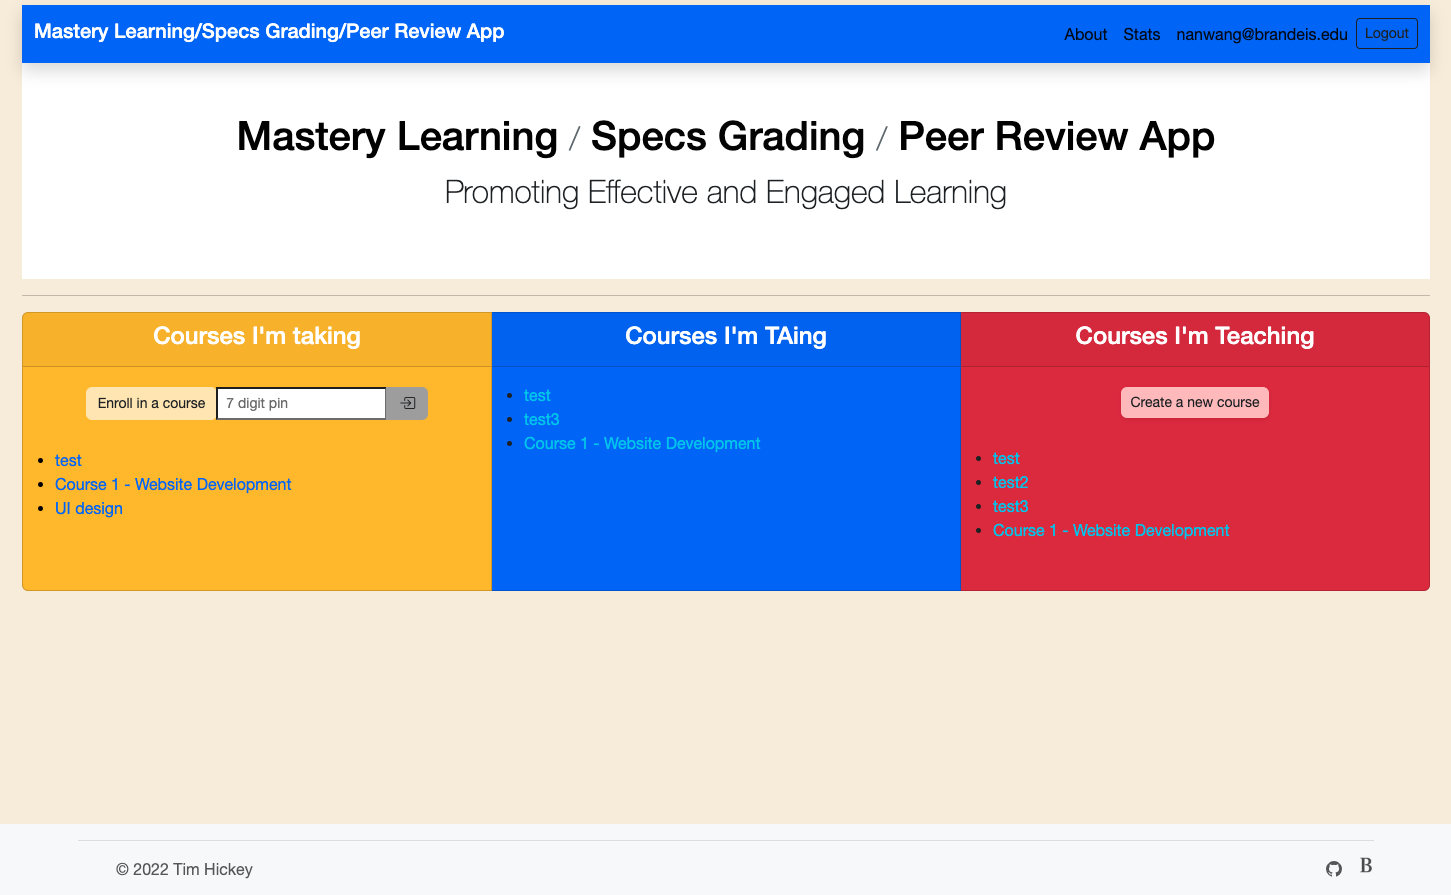 Mastery Learning/Specs Grading/Peer Review App
About Stats nanwang@brandeis.edu Logout
Mastery Learning / Specs Grading / Peer Review App
Promoting Effective and Engaged Learning
Courses I'm taking
Enroll in a course 7 digit pin
test
Course 1 - Website Development
UI design
Courses I'm TAing
test
test3
Course 1 - Website Development
Courses I'm Teaching
Create a new course
test
test2
test3
Course 1 - Website Development
© 2022 Tim Hickey
B